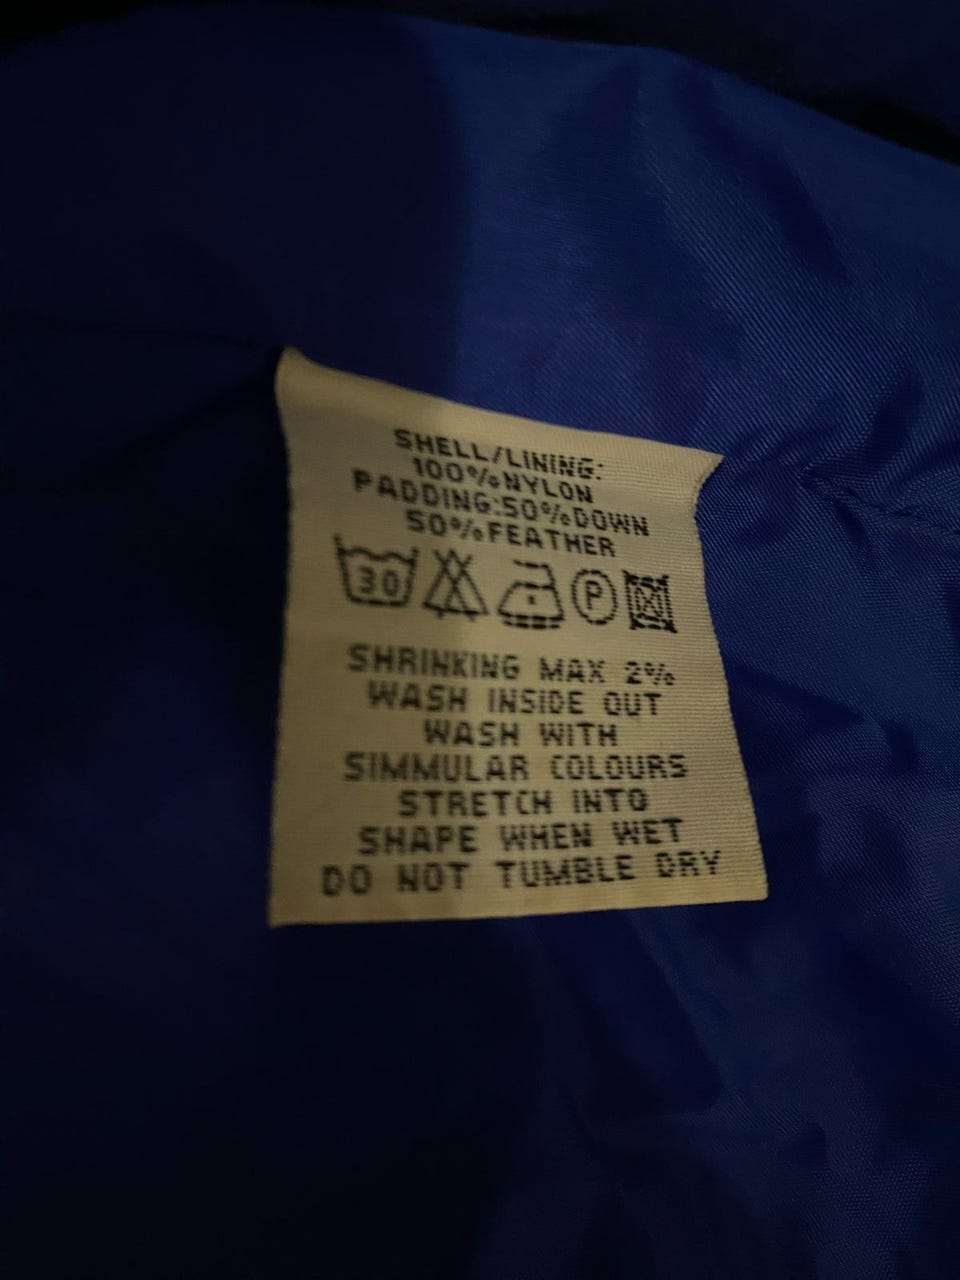 SHELL/LINING:
100%NYLON
PADDING:50%DOWN
50%FEATHER
30 P
SHRINKING MAX 2%
WASH INSIDE OUT
WASH WITH
SIMMULAR COLOURS
STRETCH INTO
SHAPE WHEN WET
DO NOT TUMBLE DRY